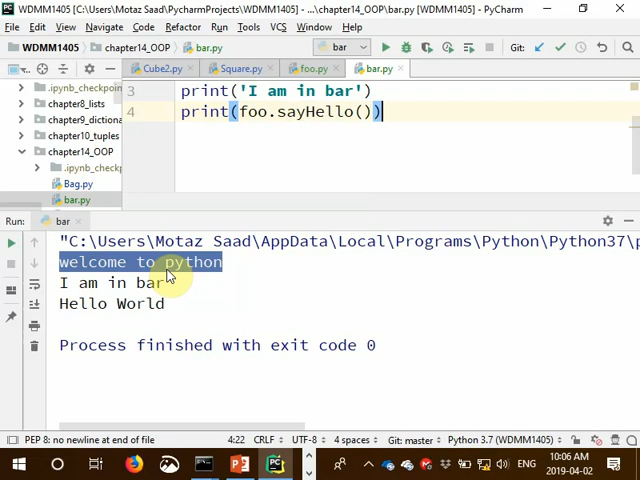 WDMM1405 [C:\Users\Motaz Saad\PycharmProjects\WDMM1405] - ...\chapter14_OOP\bar.py - PyCharm
File Edit View Navigate Code Refactor Run Tools VCS Window Help
WDMM1405 chapter14_OOP bar.py bar Git:
Cube2.py Square.py foo.py bar.py
.ipynb_checkpoin
chapter8_lists
chapter9_dictiona
chapter10_tuples
chapter14_OOP
.ipynb_checkpoin
Bag.py
bar.py
3 print('I am in bar')
4 print(foo.sayHello())
Run: bar
"C:\Users\Motaz Saad\AppData\Local\Programs\Python\Python37\p
welcome to python
I am in bar
Hello World
Process finished with exit code 0
PEP 8: no newline at end of file 4:22 CRLF UTF-8 4 spaces Git: master Python 3.7 (WDMM1405)
ENG 10:06 AM
2019-04-02